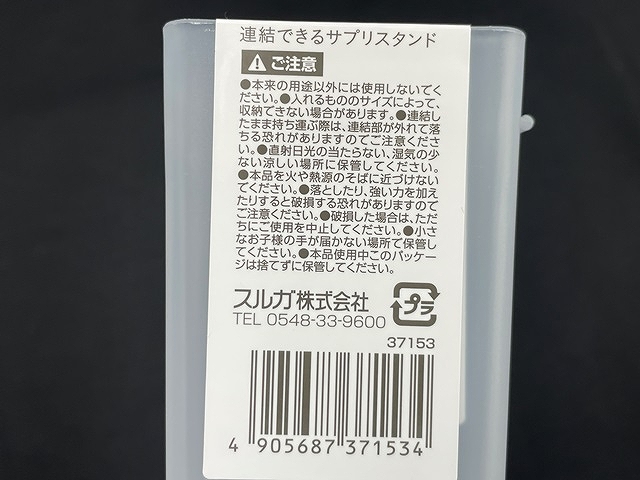 連結できるサプリスタンド
ご注意
●本来の用途以外には使用しないでく
ださい。●入れるもののサイズによって、
収納できない場合があります。●連結し
たまま持ち運ぶ際は、連結部が外れて落
ちる恐れがありますのでご注意くださ
い。●直射日光の当たらない、湿気の少
ない涼しい場所に保管してください。
●本品を火や熱源のそばに近づけない
でください。●落としたり、強い力を加え
たりすると破損する恐れがありますので
ご注意ください。●破損した場合は、ただ
ちにご使用を中止してください。●小さ
なお子様の手が届かない場所で保管し
てください。●本品使用中このパッケー
ジは捨てずに保管してください。
スルガ株式会社
TEL 0548-33-9600
プラ
37153
4 905687 371534